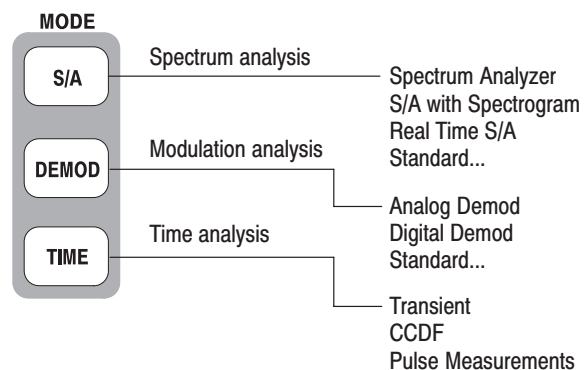 MODE
S/A
Spectrum analysis
Spectrum Analyzer
S/A with Spectrogram
Real Time S/A
Standard...
DEMOD
Modulation analysis
Analog Demod
Digital Demod
Standard...
TIME
Time analysis
Transient
CCDF
Pulse Measurements